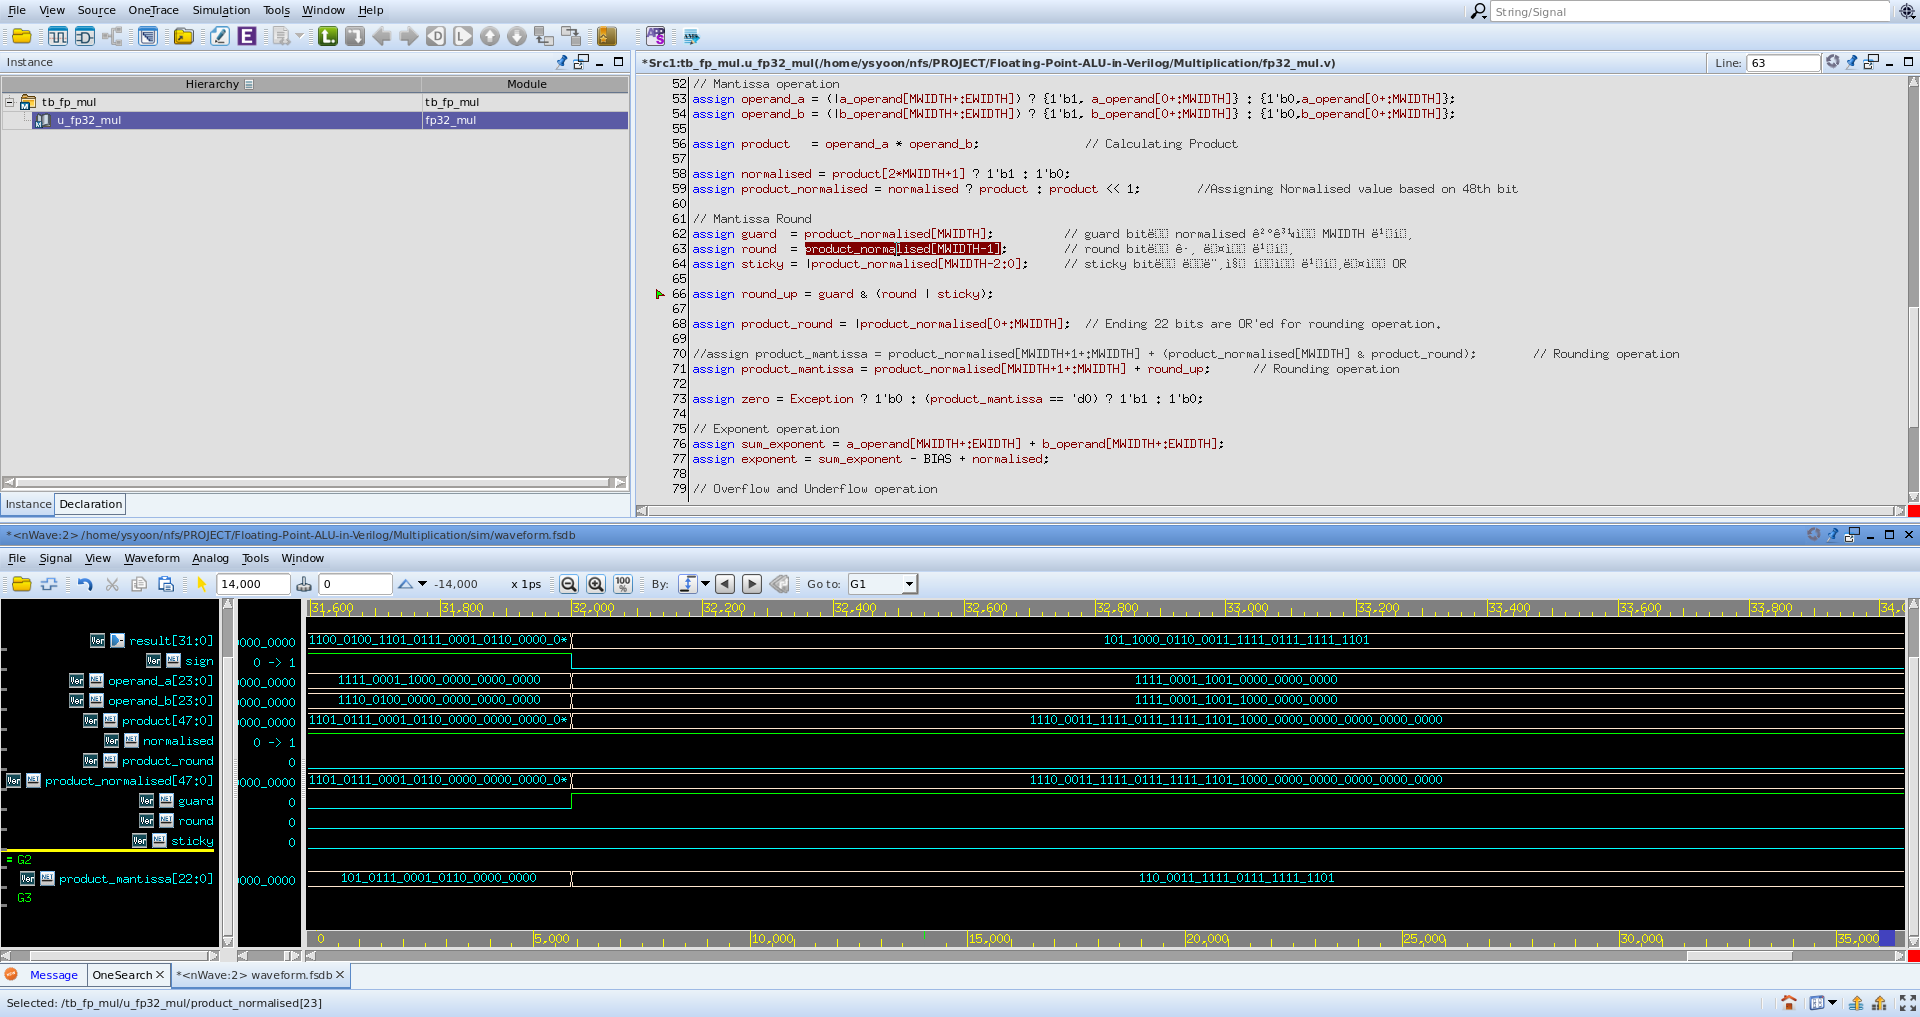 File View Source OneTrace Simulation Tools Window Help
String/Signal
Instance
*Src1:tb_fp_mul.u_fp32_mul(/home/ysyoon/nfs/PROJECT/Floating-Point-ALU-in-Verilog/Multiplication/fp32_mul.v)
Line: 63
Hierarchy Module
tb_fp_mul tb_fp_mul
u_fp32_mul fp32_mul
Instance Declaration
52 // Mantissa operation
53 assign operand_a = (|a_operand[MWIDTH+:EWIDTH]) ? {1'b1, a_operand[0+:MWIDTH]} : {1'b0,a_operand[0+:MWIDTH]};
54 assign operand_b = (|b_operand[MWIDTH+:EWIDTH]) ? {1'b1, b_operand[0+:MWIDTH]} : {1'b0,b_operand[0+:MWIDTH]};
55
56 assign product = operand_a * operand_b; // Calculating Product
57
58 assign normalised = product[2*MWIDTH+1] ? 1'b1 : 1'b0;
59 assign product_normalised = normalised ? product : product << 1; //Assigning Normalised value based on 48th bit
60
61 // Mantissa Round
62 assign guard = product_normalised[MWIDTH]; // guard bit normalised MWIDTH
63 assign round = product_normalised[MWIDTH-1]; // round bit
64 assign sticky = |product_normalised[MWIDTH-2:0]; // sticky bit OR
65
66 assign round_up = guard & (round | sticky);
67
68 assign product_round = |product_normalised[0+:MWIDTH]; // Ending 22 bits are OR'ed for rounding operation.
69
70 //assign product_mantissa = product_normalised[MWIDTH+1+:MWIDTH] + (product_normalised[MWIDTH] & product_round); // Rounding operation
71 assign product_mantissa = product_normalised[MWIDTH+1+:MWIDTH] + round_up; // Rounding operation
72
73 assign zero = Exception ? 1'b0 : (product_mantissa == 'd0) ? 1'b1 : 1'b0;
74
75 // Exponent operation
76 assign sum_exponent = a_operand[MWIDTH+:EWIDTH] + b_operand[MWIDTH+:EWIDTH];
77 assign exponent = sum_exponent - BIAS + normalised;
78
79 // Overflow and Underflow operation
*<nWave:2> /home/ysyoon/nfs/PROJECT/Floating-Point-ALU-in-Verilog/Multiplication/sim/waveform.fsdb
File Signal View Waveform Analog Tools Window
14,000 0 -14,000 x 1ps 100 % By: Go to: G1
31,600 31,800 32,000 32,200 32,400 32,600 32,800 33,000 33,200 33,400 33,600 33,800 34,0
result[31:0] 0000_0000 1100_0100_1101_0111_0001_0110_0000_0* 101_1000_0110_0011_1111_0111_1111_1101
sign 0 -> 1
operand_a[23:0] 0000_0000 1111_0001_1000_0000_0000_0000 1111_0001_1001_0000_0000_0000
operand_b[23:0] 0000_0000 1110_0100_0000_0000_0000_0000 1111_0001_1001_0000_0000_0000
product[47:0] 0000_0000 1101_0111_0001_0110_0000_0000_0000_0* 1110_0011_1111_0111_1111_1101_1000_0000_0000_0000_0000
normalised 0 -> 1
product_round 0
product_normalised[47:0] 0000_0000 1101_0111_0001_0110_0000_0000_0000_0* 1110_0011_1111_0111_1111_1101_1000_0000_0000_0000_0000
guard 0
round 0
sticky 0
= G2
product_mantissa[22:0] 0000_0000 101_0111_0001_0110_0000_0000 110_0011_1111_0111_1111_1101
G3
0 5,000 10,000 15,000 20,000 25,000 30,000 35,000
Message OneSearch *<nWave:2> waveform.fsdb
Selected: /tb_fp_mul/u_fp32_mul/product_normalised[23]